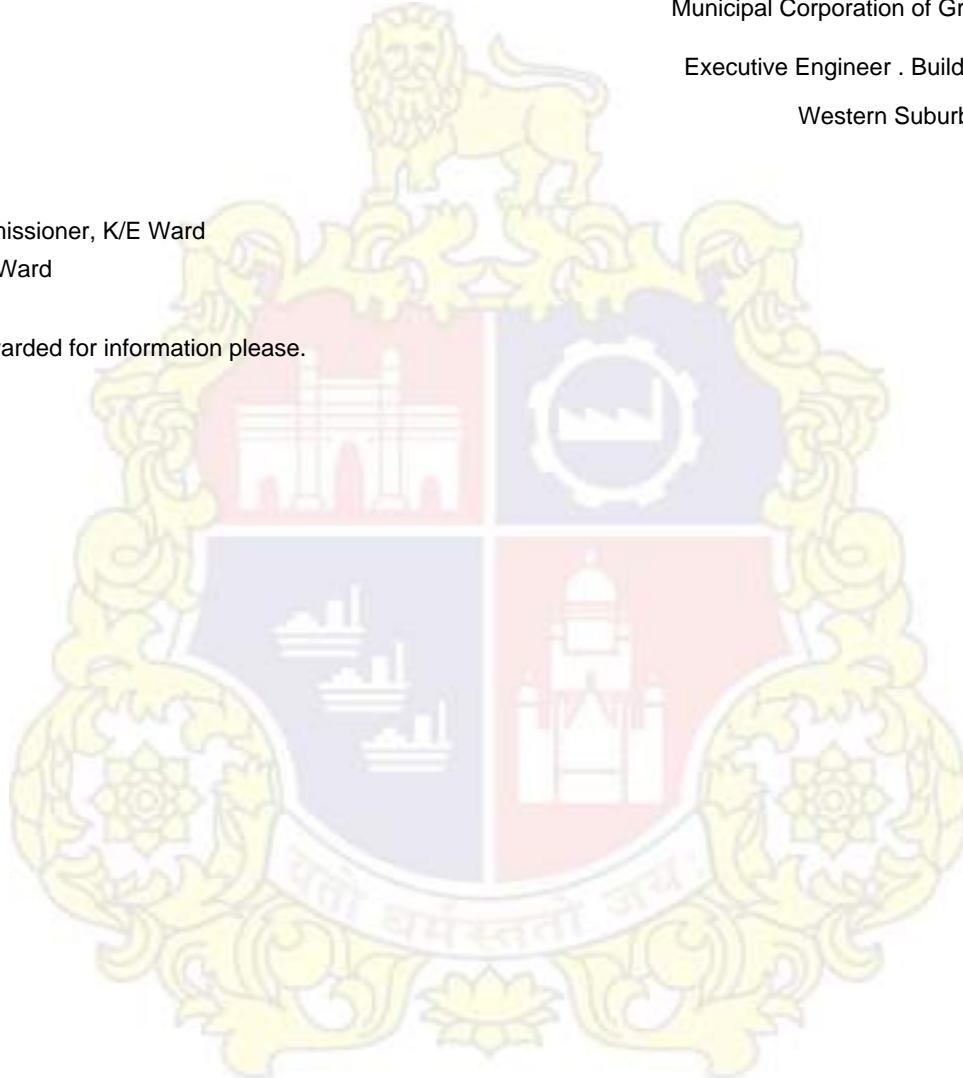 Municipal Corporation of Gr
Executive Engineer . Build
Western Suburb
nissioner, K/E Ward
Ward
varded for information please.
यतो धर्मस्ततो जयः